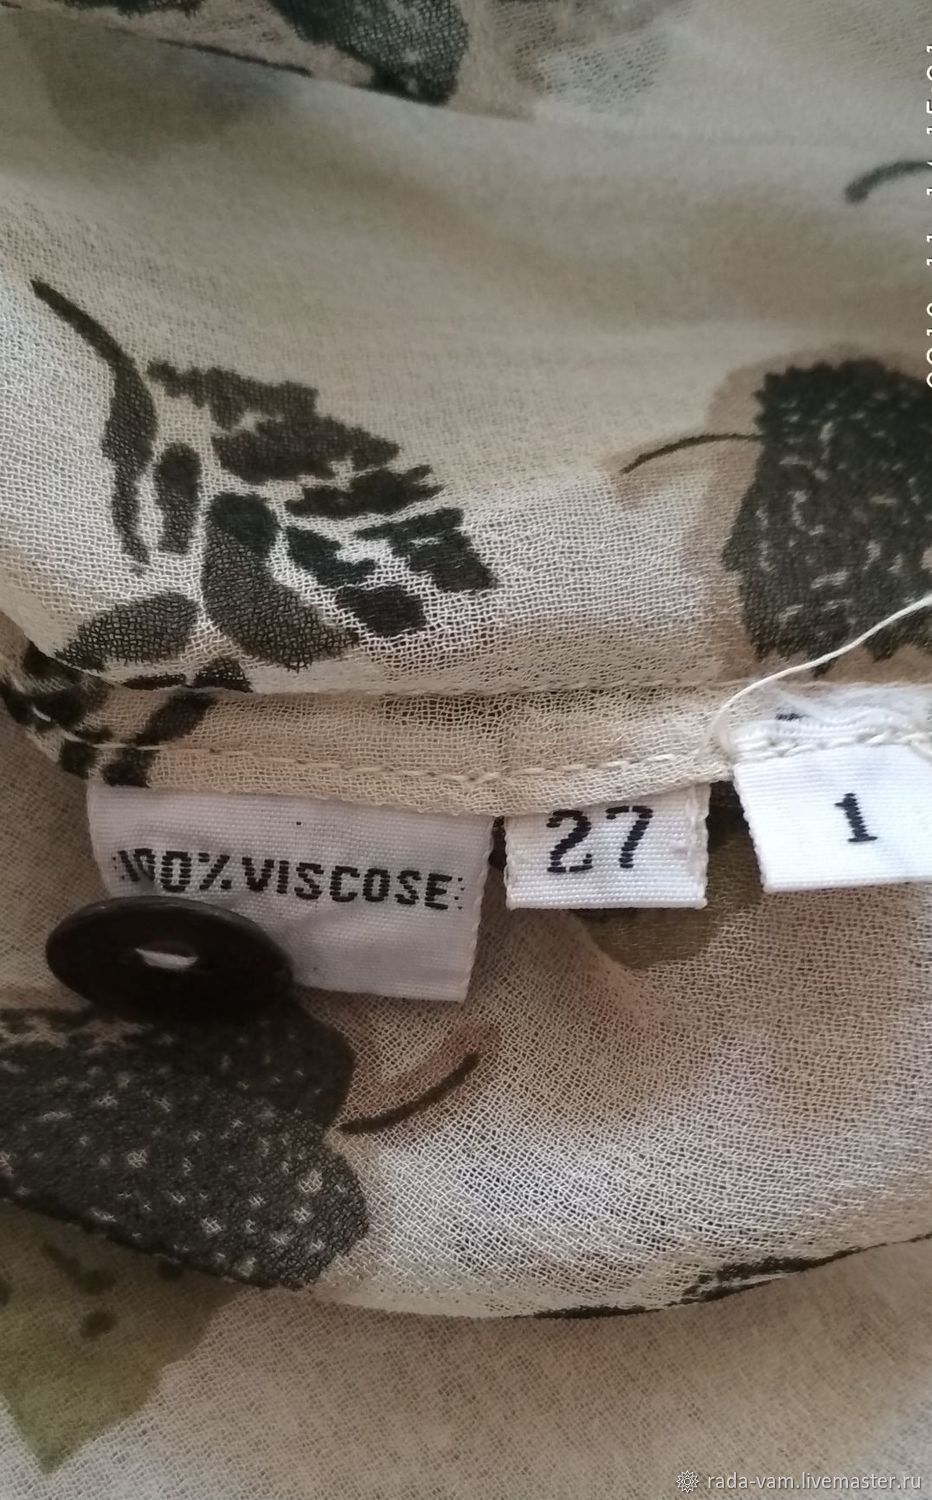 100% VISCOSE
27
1
rada-vam.livemaster.ru